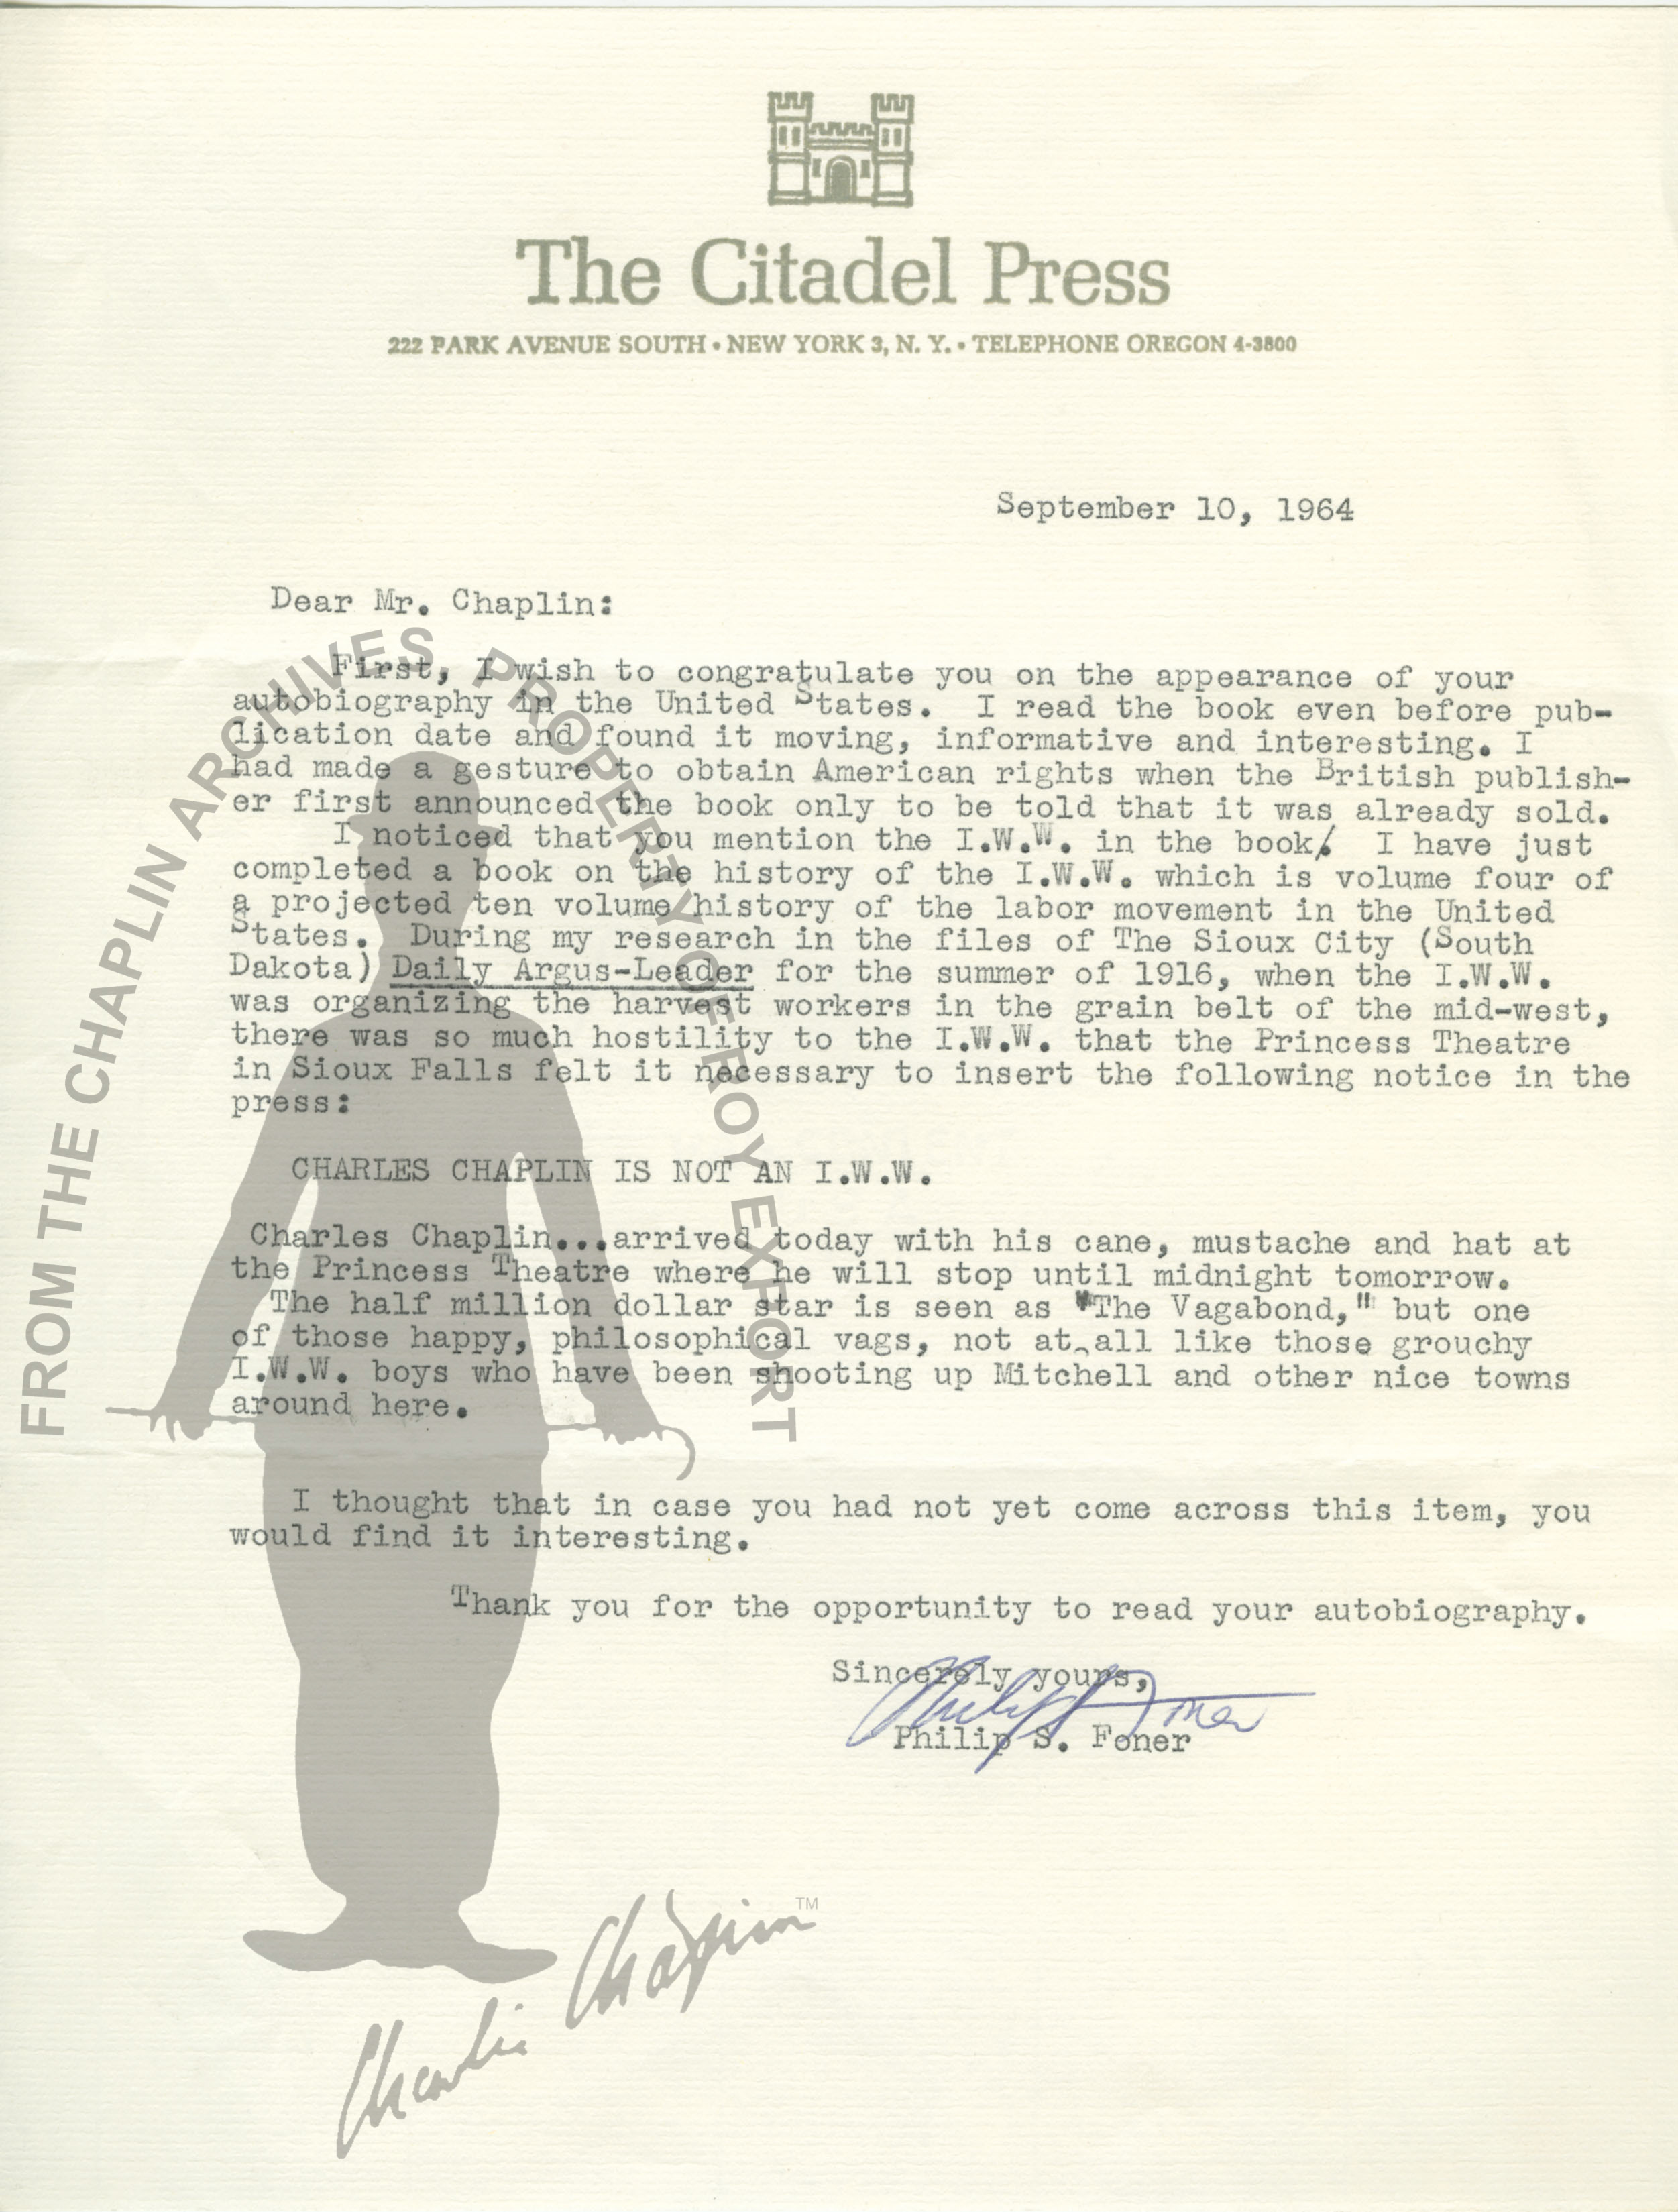 The Citadel Press
222 PARK AVENUE SOUTH • NEW YORK 3, N. Y. • TELEPHONE OREGON 4-3800
September 10, 1964
Dear Mr. Chaplin:
First, I wish to congratulate you on the appearance of your
autobiography in the United States. I read the book even before pub-
lication date and found it moving, informative and interesting. I
had made a gesture to obtain American rights when the British publish-
er first announced the book only to be told that it was already sold.
I noticed that you mention the I.W.W. in the book. I have just
completed a book on the history of the I.W.W. which is volume four of
a projected ten volume history of the labor movement in the United
States. During my research in the files of The Sioux City (South
Dakota) Daily Argus-Leader for the summer of 1916, when the I.W.W.
was organizing the harvest workers in the grain belt of the mid-west,
there was so much hostility to the I.W.W. that the Princess Theatre
in Sioux Falls felt it necessary to insert the following notice in the
press:
CHARLES CHAPLIN IS NOT AN I.W.W.
Charles Chaplin...arrived today with his cane, mustache and hat at
the Princess Theatre where he will stop until midnight tomorrow.
The half million dollar star is seen as "The Vagabond," but one
of those happy, philosophical vags, not at all like those grouchy
I.W.W. boys who have been shooting up Mitchell and other nice towns
around here.
I thought that in case you had not yet come across this item, you
would find it interesting.
Thank you for the opportunity to read your autobiography.
Sincerely yours,
Philip S. Foner
Philip S. Foner
FROM THE CHAPLIN ARCHIVES, PROPERTY OF ROY EXPORT
Charlie Chaplin™